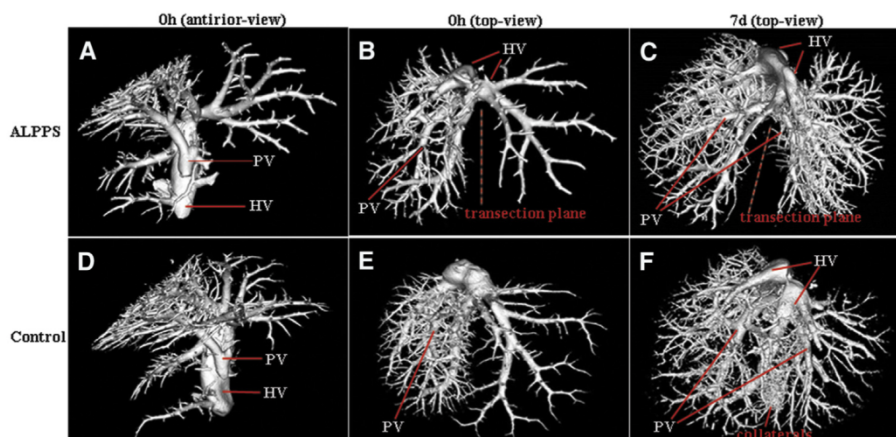 0h (antirior-view) 0h (top-view) 7d (top-view)
ALPPS
A
PV
HV
B
HV
PV
transection plane
C
HV
PV
transection plane
Control
D
PV
HV
E
PV
F
HV
PV
collaterals